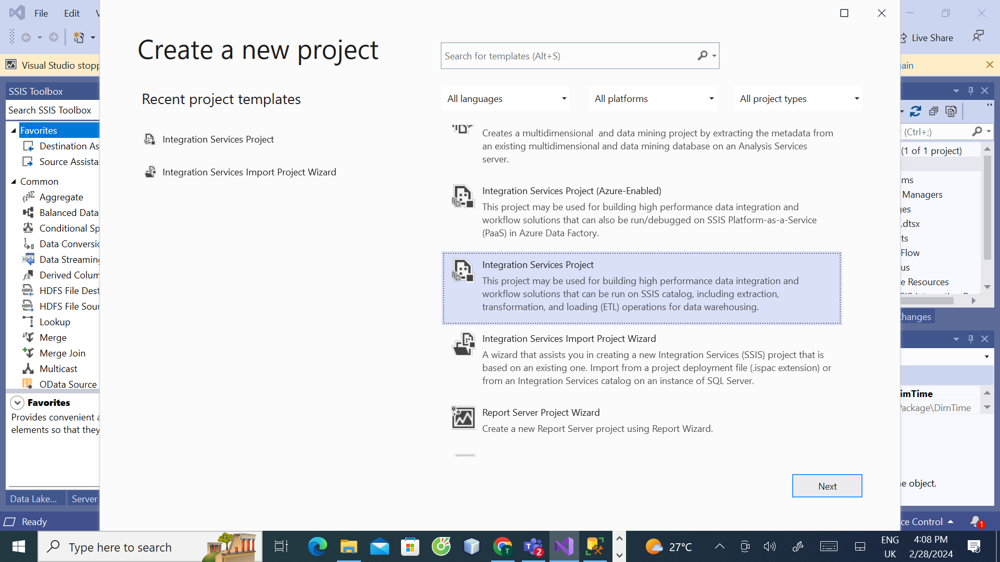 File Edit
Live Share
Create a new project
Search for templates (Alt+S)
Visual Studio stopp
ain
SSIS Toolbox
Search SSIS Toolbox
Favorites
Destination As
Source Assista
Common
Aggregate
Balanced Data
Conditional Sp
Data Conversio
Data Streaming
Derived Colum
HDFS File Dest
HDFS File Sour
Lookup
Merge
Merge Join
Multicast
OData Source
Favorites
Provides convenient a
elements so that they
Data Lake... Server
Ready
Recent project templates
Integration Services Project
Integration Services Import Project Wizard
All languages All platforms All project types
Creates a multidimensional and data mining project by extracting the metadata from
an existing multidimensional and data mining database on an Analysis Services
server.
Integration Services Project (Azure-Enabled)
This project may be used for building high performance data integration and
workflow solutions that can also be run/debugged on SSIS Platform-as-a-Service
(PaaS) in Azure Data Factory.
Integration Services Project
This project may be used for building high performance data integration and
workflow solutions that can be run on SSIS catalog, including extraction,
transformation, and loading (ETL) operations for data warehousing.
Integration Services Import Project Wizard
A wizard that assists you in creating a new Integration Services (SSIS) project that is
based on an existing one. Import from a project deployment file (.ispac extension) or
from an Integration Services catalog on an instance of SQL Server.
Report Server Project Wizard
Create a new Report Server project using Report Wizard.
Next
(Ctrl+;)
(1 of 1 project)
ms
Managers
ges
.dtsx
ts
Flow
us
e Resources
Changes
imTime
Package\DimTime
e object.
ce Control
1
Type here to search
T
2
27°C
ENG
UK
4:08 PM
2/28/2024